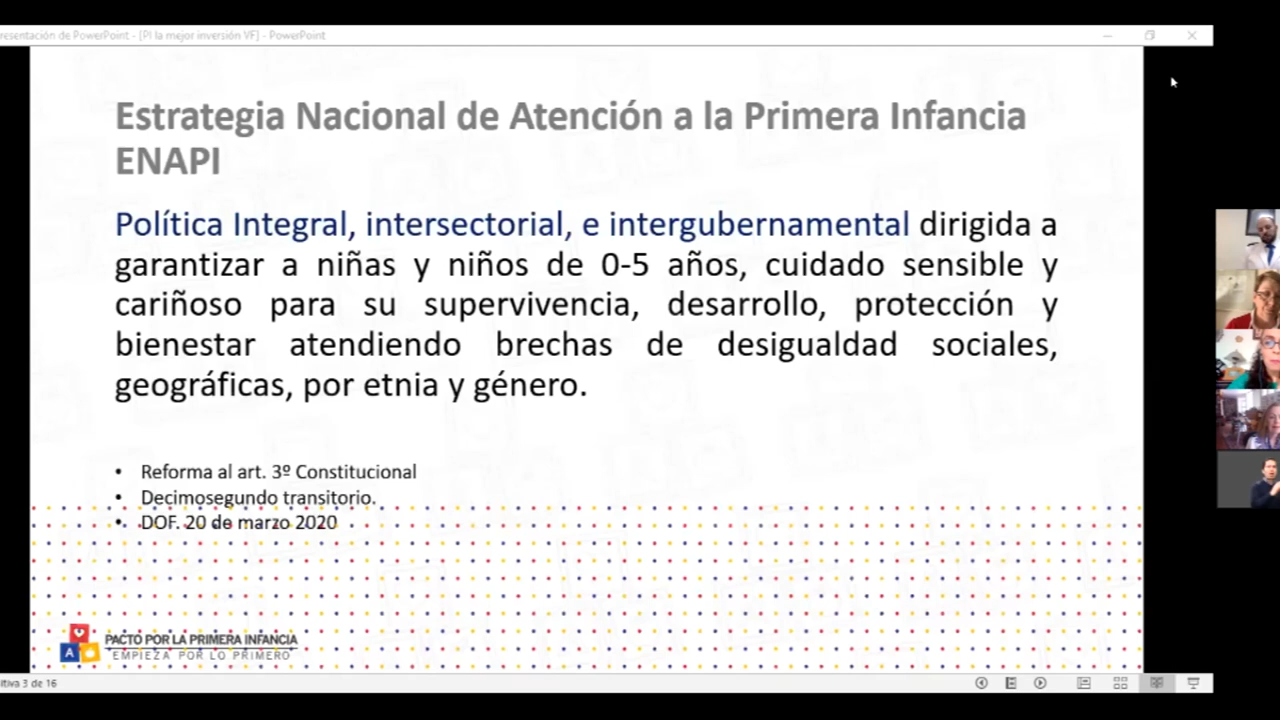 resentación de PowerPoint - [PI la mejor inversión VF] - PowerPoint
Estrategia Nacional de Atención a la Primera Infancia
ENAPI
Política Integral, intersectorial, e intergubernamental dirigida a
garantizar a niñas y niños de 0-5 años, cuidado sensible y
cariñoso para su supervivencia, desarrollo, protección y
bienestar atendiendo brechas de desigualdad sociales,
geográficas, por etnia y género.
• Reforma al art. 3º Constitucional
• Decimosegundo transitorio.
• DOF. 20 de marzo 2020
A
PACTO POR LA PRIMERA INFANCIA
EMPIEZA POR LO PRIMERO
itiva 3 de 16